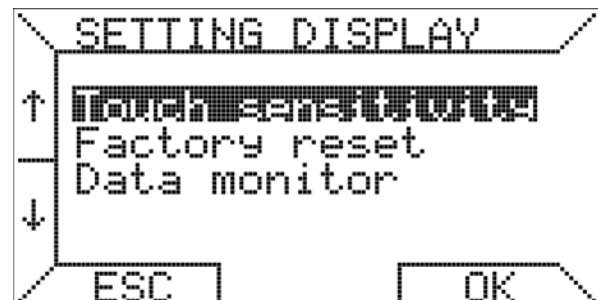 SETTING DISPLAY
↑
Touch sensitivity
Factory reset
Data monitor
↓
ESC
OK